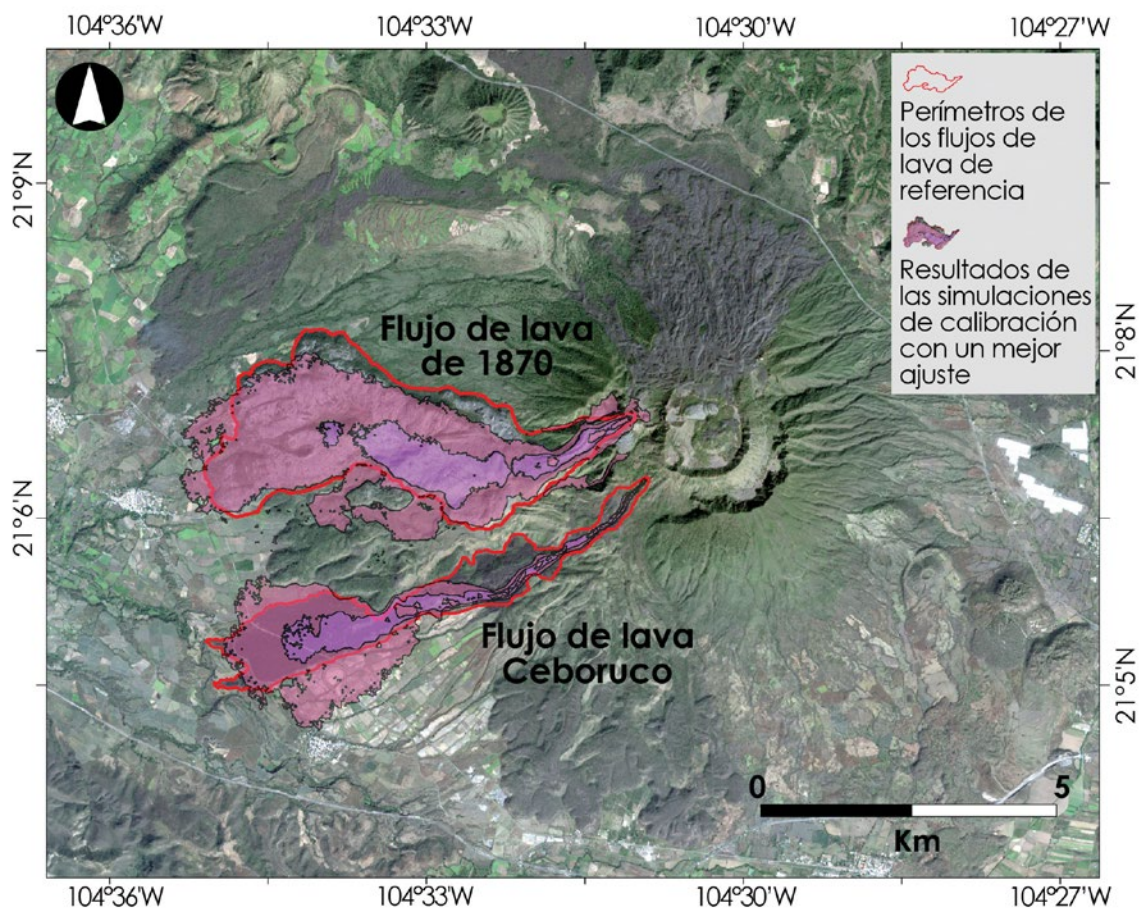 104°36'W 104°33'W 104°30'W 104°27'W
Perímetros de
los flujos de
lava de
referencia
Resultados de
las simulaciones
de calibración
con un mejor
ajuste
21°9'N
21°8'N
Flujo de lava
de 1870
21°6'N
Flujo de lava
Ceboruco
21°5'N
0 5
Km
104°36'W 104°33'W 104°30'W 104°27'W